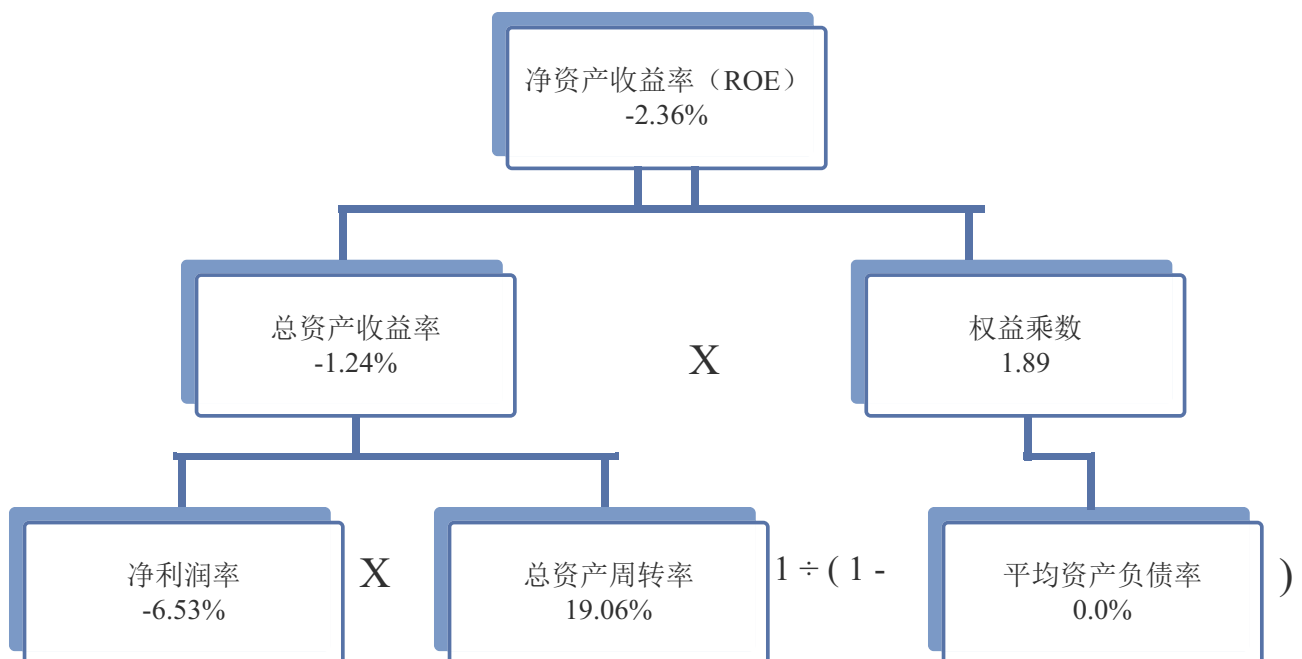 净资产收益率（ROE）
-2.36%
总资产收益率
-1.24%
X
权益乘数
1.89
净利润率
-6.53%
X
总资产周转率
19.06%
1 ÷ ( 1 -
平均资产负债率
0.0%
)